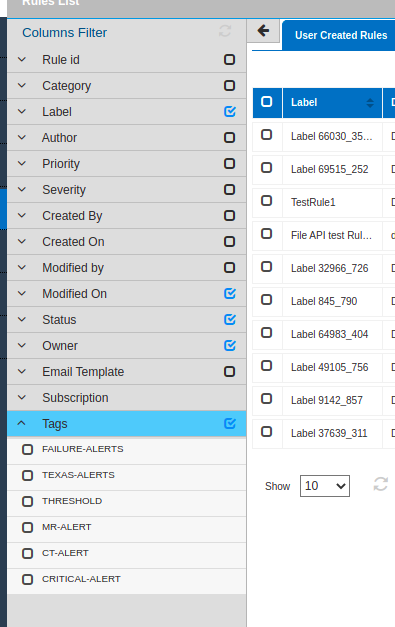 Rules List
Columns Filter
Rule id
Category
Label
Author
Priority
Severity
Created By
Created On
Modified by
Modified On
Status
Owner
Email Template
Subscription
Tags
FAILURE-ALERTS
TEXAS-ALERTS
THRESHOLD
MR-ALERT
CT-ALERT
CRITICAL-ALERT
User Created Rules
Label
Label 66030_35...
Label 69515_252
TestRule1
File API test Rul...
Label 32966_726
Label 845_790
Label 64983_404
Label 49105_756
Label 9142_857
Label 37639_311
Show 10